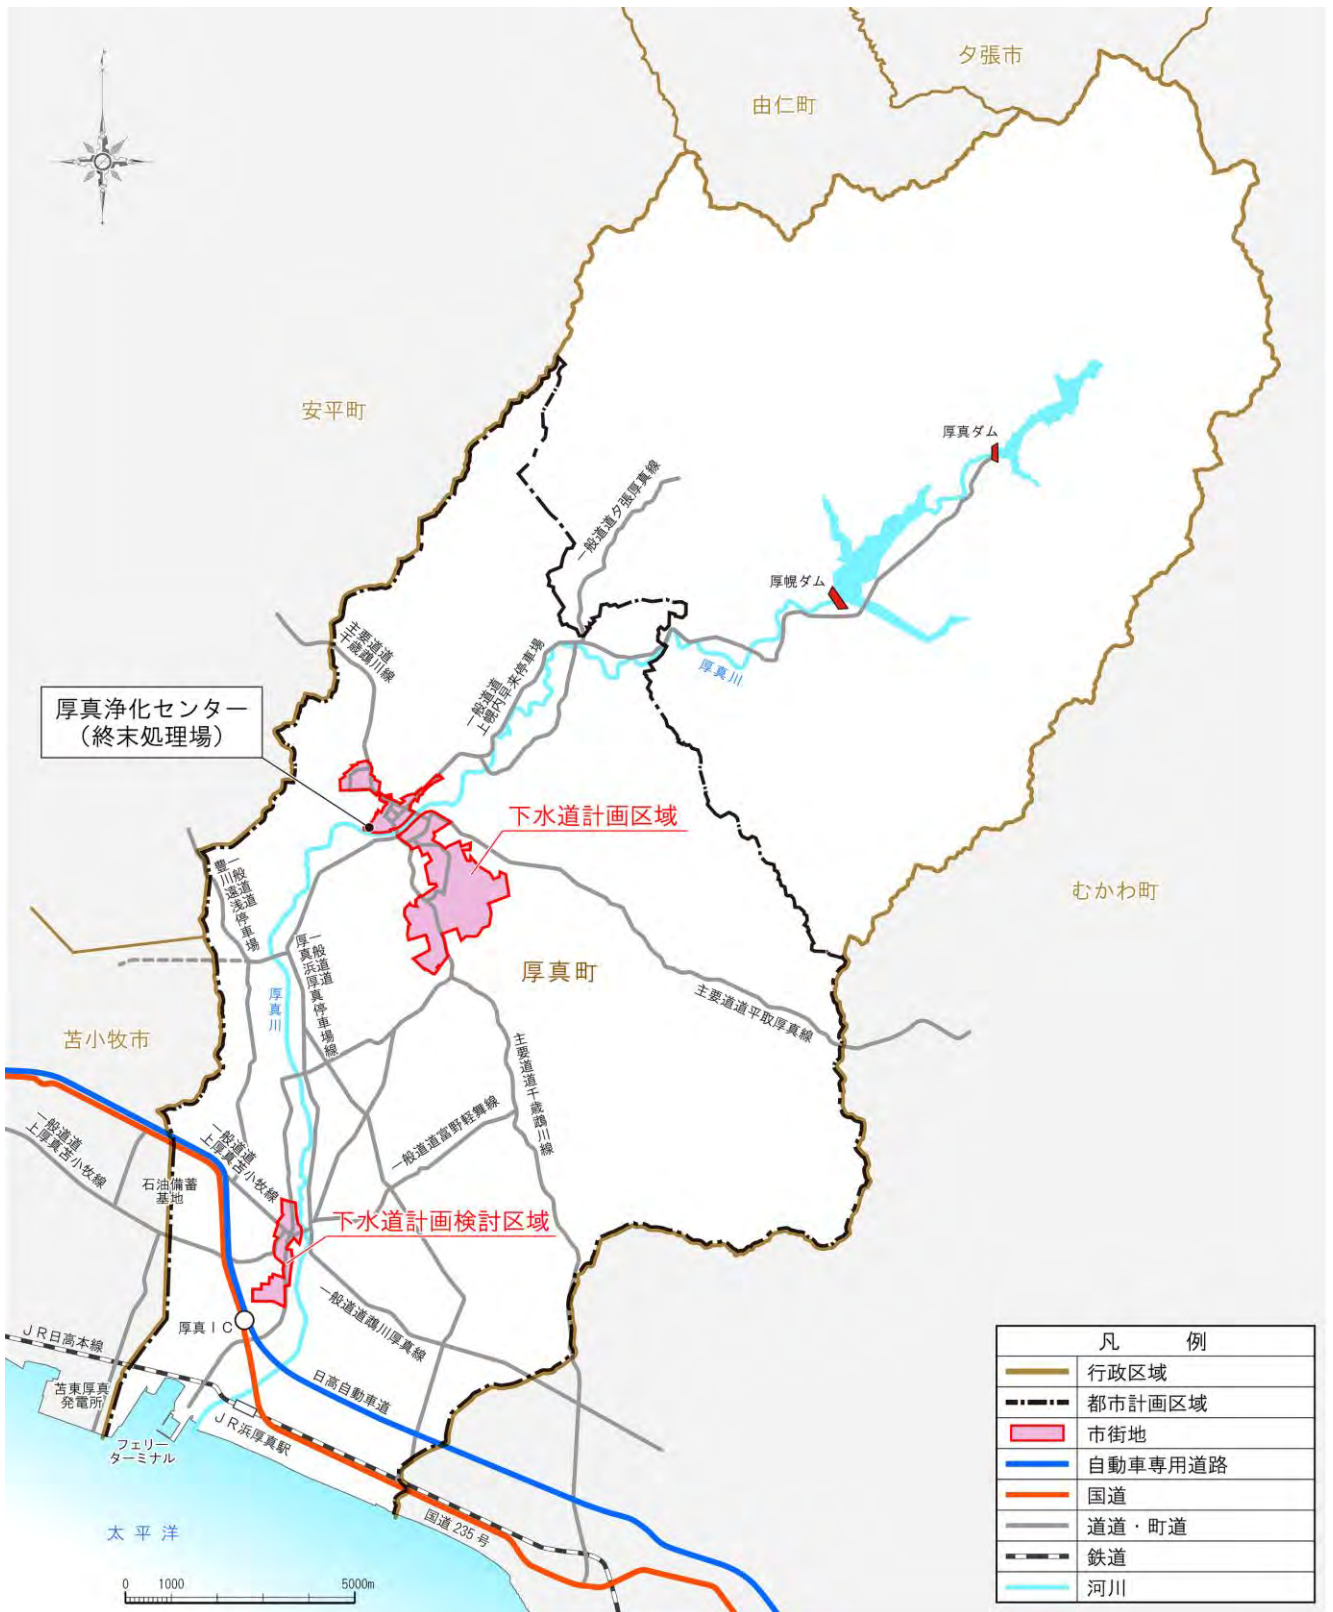 夕張市
由仁町
安平町
厚真ダム
一般道道夕張厚真線
厚幌ダム
主要道道
千歳鵡川線
一般道道
上幌内早来停車場
厚真川
厚真浄化センター
(終末処理場)
下水道計画区域
むかわ町
一般道道
豊川遠浅停車場
一般道道
厚真浜厚真停車場線
厚真町
厚真川
主要道道平取厚真線
苫小牧市
主要道道千歳鵡川線
一般道道
上厚真苫小牧線
一般道道
上厚真苫小牧線
一般道道富野軽舞線
石油備蓄
基地
下水道計画検討区域
一般道道鵡川厚真線
厚真IC
JR日高本線
日高自動車道
苫東厚真
発電所
JR浜厚真駅
フェリー
ターミナル
国道235号
太平洋
0 1000 5000m
凡 例
行政区域
都市計画区域
市街地
自動車専用道路
国道
道道・町道
鉄道
河川